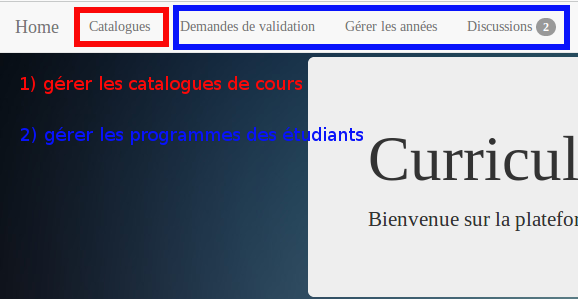 Home Catalogues Demandes de validation Gérer les années Discussions 2
1) gérer les catalogues de cours
2) gérer les programmes des étudiants
Curricul
Bienvenue sur la platefor